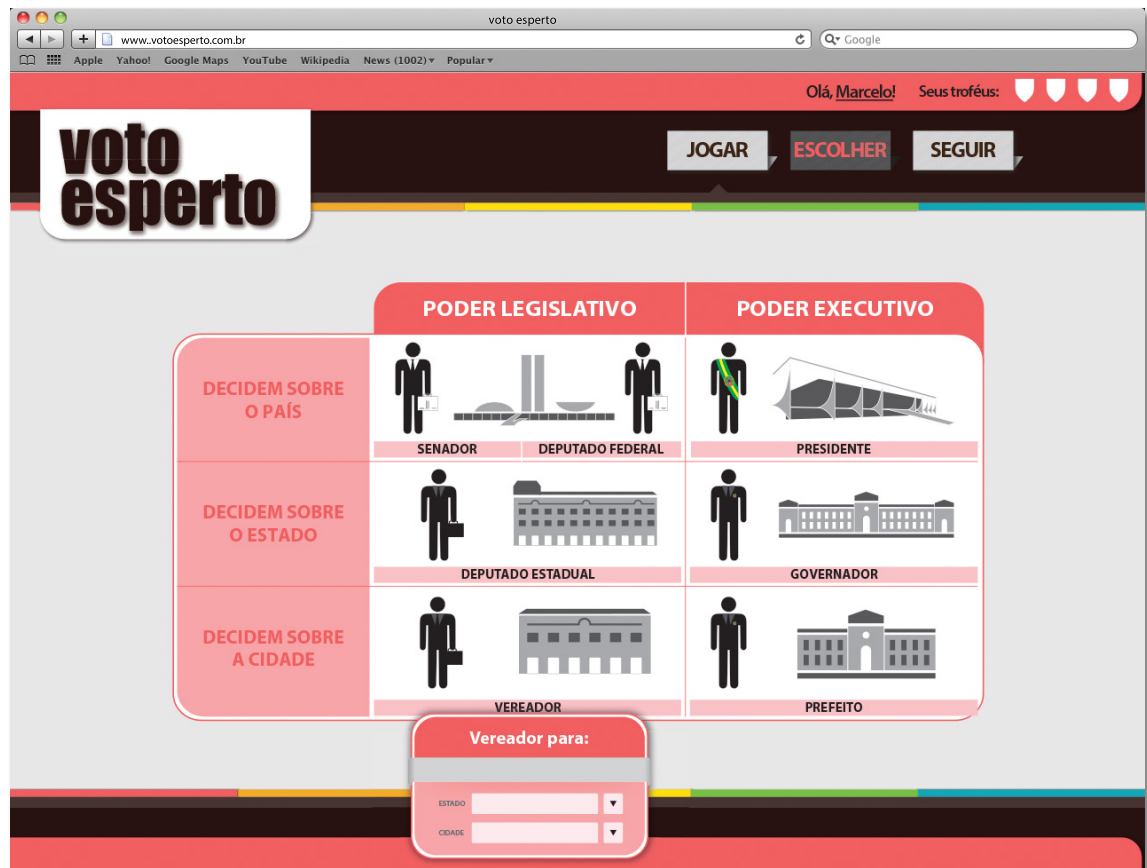 voto esperto
www..votoesperto.com.br
Google
Apple Yahoo! Google Maps YouTube Wikipedia News (1002) Popular
Olá, Marcelo! Seus troféus:
voto
esperto
JOGAR ESCOLHER SEGUIR
PODER LEGISLATIVO PODER EXECUTIVO
DECIDEM SOBRE
O PAÍS
SENADOR DEPUTADO FEDERAL PRESIDENTE
DECIDEM SOBRE
O ESTADO
DEPUTADO ESTADUAL GOVERNADOR
DECIDEM SOBRE
A CIDADE
VEREADOR PREFEITO
Vereador para:
ESTADO
CIDADE